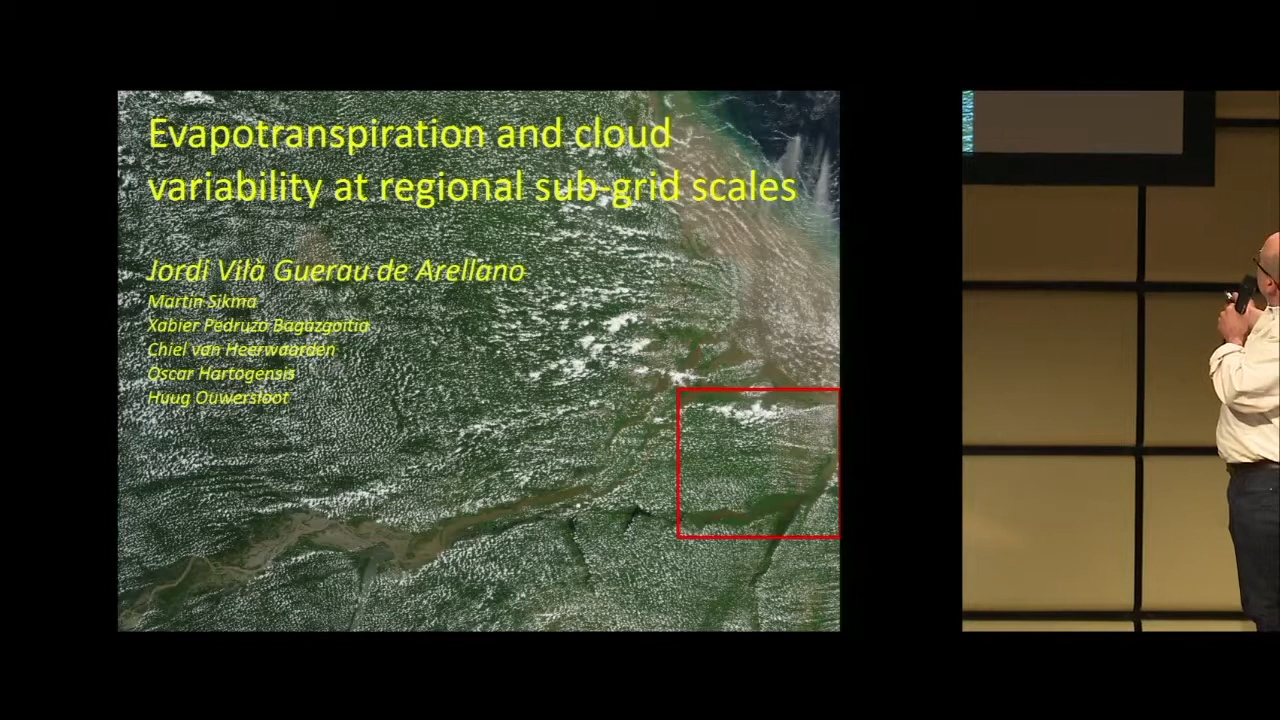 Evapotranspiration and cloud
variability at regional sub-grid scales
Jordi Vilà Guerau de Arellano
Martin Sikma
Xabier Pedruzo Bagazgoitia
Chiel van Heerwaarden
Oscar Hartogensis
Huug Ouwersloot